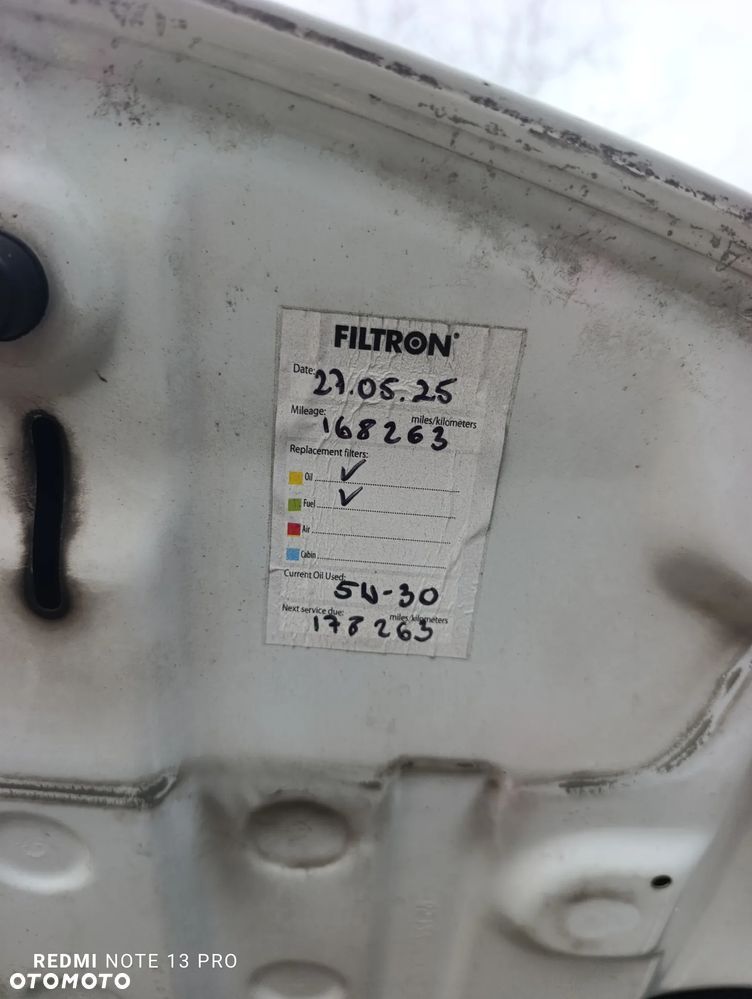 FILTRON®
Date: 27.05.25
Mileage: miles/kilometers
168263
Replacement filters:
Oil ✓
Fuel ✓
Air
Cabin
Current Oil Used: 5W-30
Next service due: miles/kilometers
178263
REDMI NOTE 13 PRO
OTOMOTO